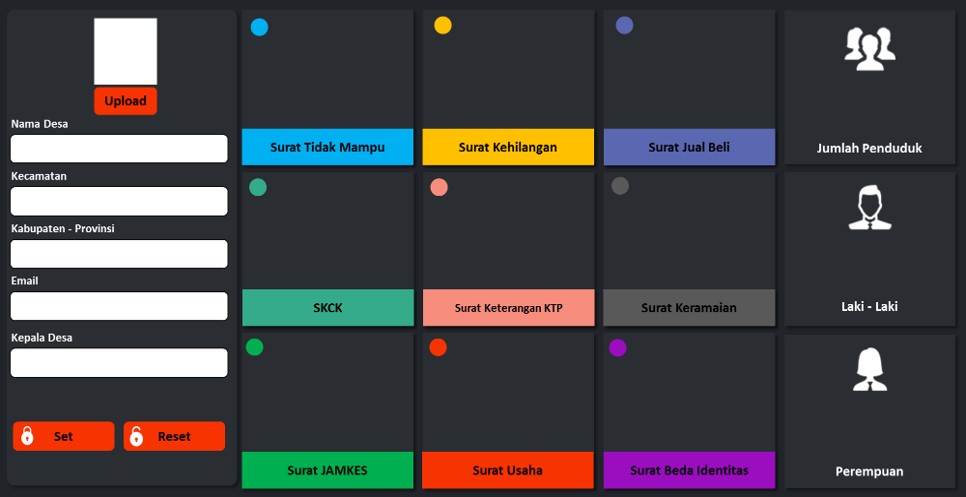 Upload
Nama Desa
Kecamatan
Kabupaten - Provinsi
Email
Kepala Desa
Set
Reset
Surat Tidak Mampu
Surat Kehilangan
Surat Jual Beli
Jumlah Penduduk
SKCK
Surat Keterangan KTP
Surat Keramaian
Laki - Laki
Surat JAMKES
Surat Usaha
Surat Beda Identitas
Perempuan